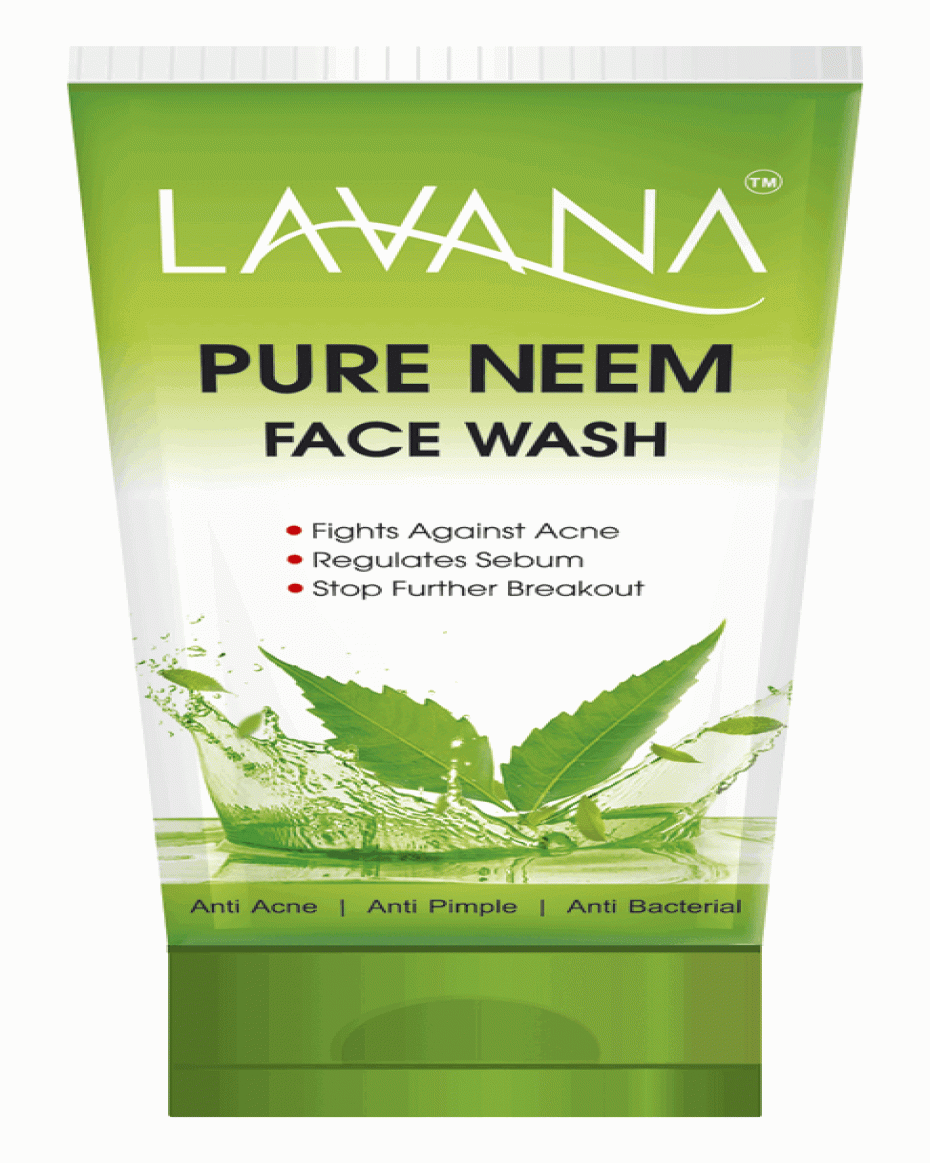 LAVANA TM
PURE NEEM
FACE WASH
• Fights Against Acne
• Regulates Sebum
• Stop Further Breakout
Anti Acne | Anti Pimple | Anti Bacterial